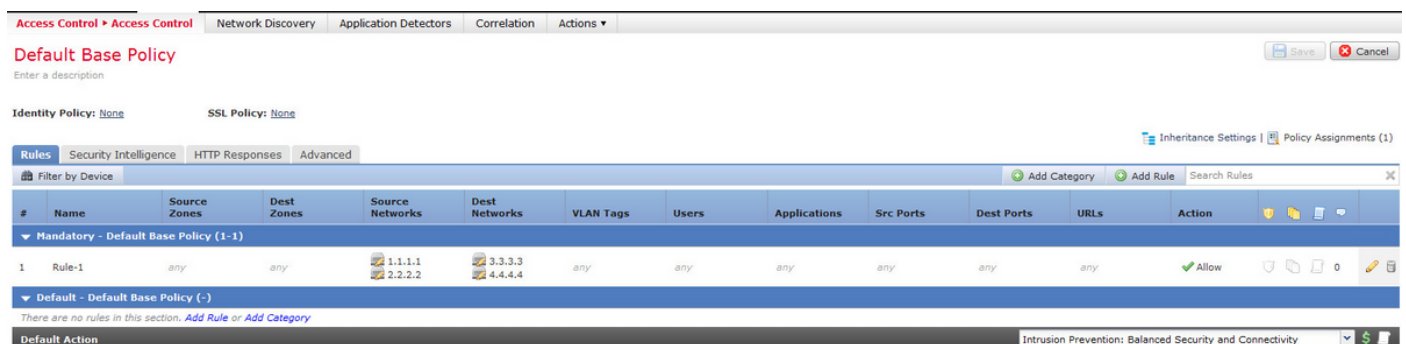 Access Control ▸ Access Control Network Discovery Application Detectors Correlation Actions ▾
Default Base Policy
Save Cancel
Enter a description
Identity Policy: None SSL Policy: None
Inheritance Settings | Policy Assignments (1)
Rules Security Intelligence HTTP Responses Advanced
Filter by Device Add Category Add Rule Search Rules
# Name Source Zones Dest Zones Source Networks Dest Networks VLAN Tags Users Applications Src Ports Dest Ports URLs Action
Mandatory - Default Base Policy (1-1)
1 Rule-1 any any 1.1.1.1 2.2.2.2 3.3.3.3 4.4.4.4 any any any any any any Allow 0
Default - Default Base Policy (-)
There are no rules in this section. Add Rule or Add Category
Default Action Intrusion Prevention: Balanced Security and Connectivity